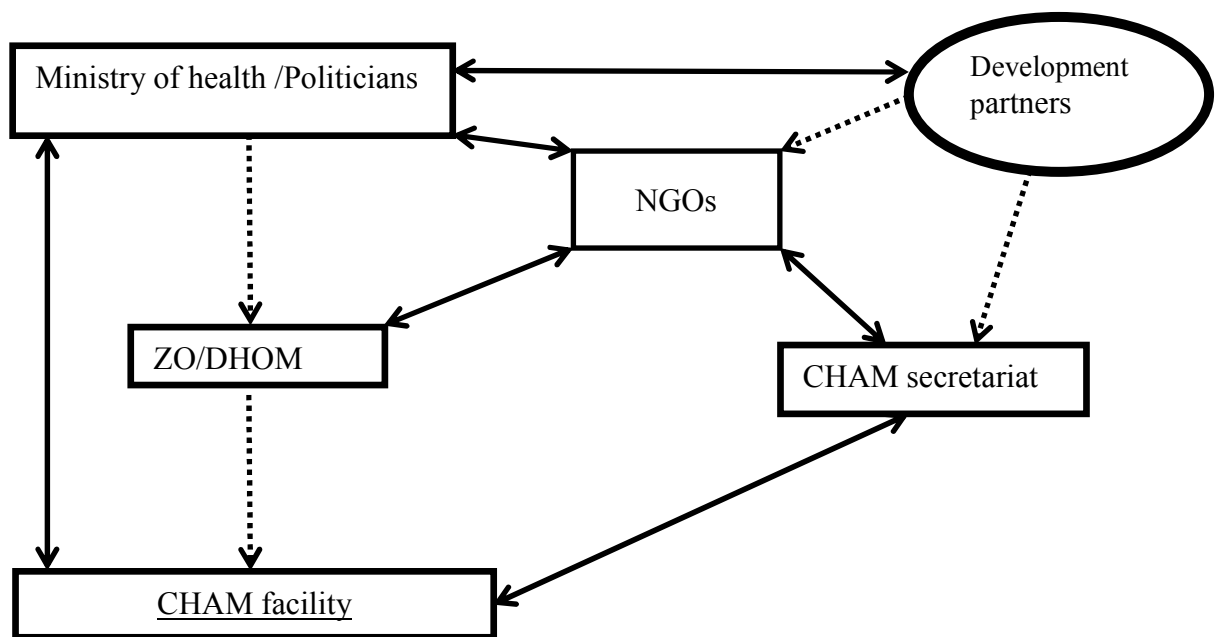 Ministry of health /Politicians
Development
partners
NGOs
ZO/DHOM
CHAM secretariat
CHAM facility